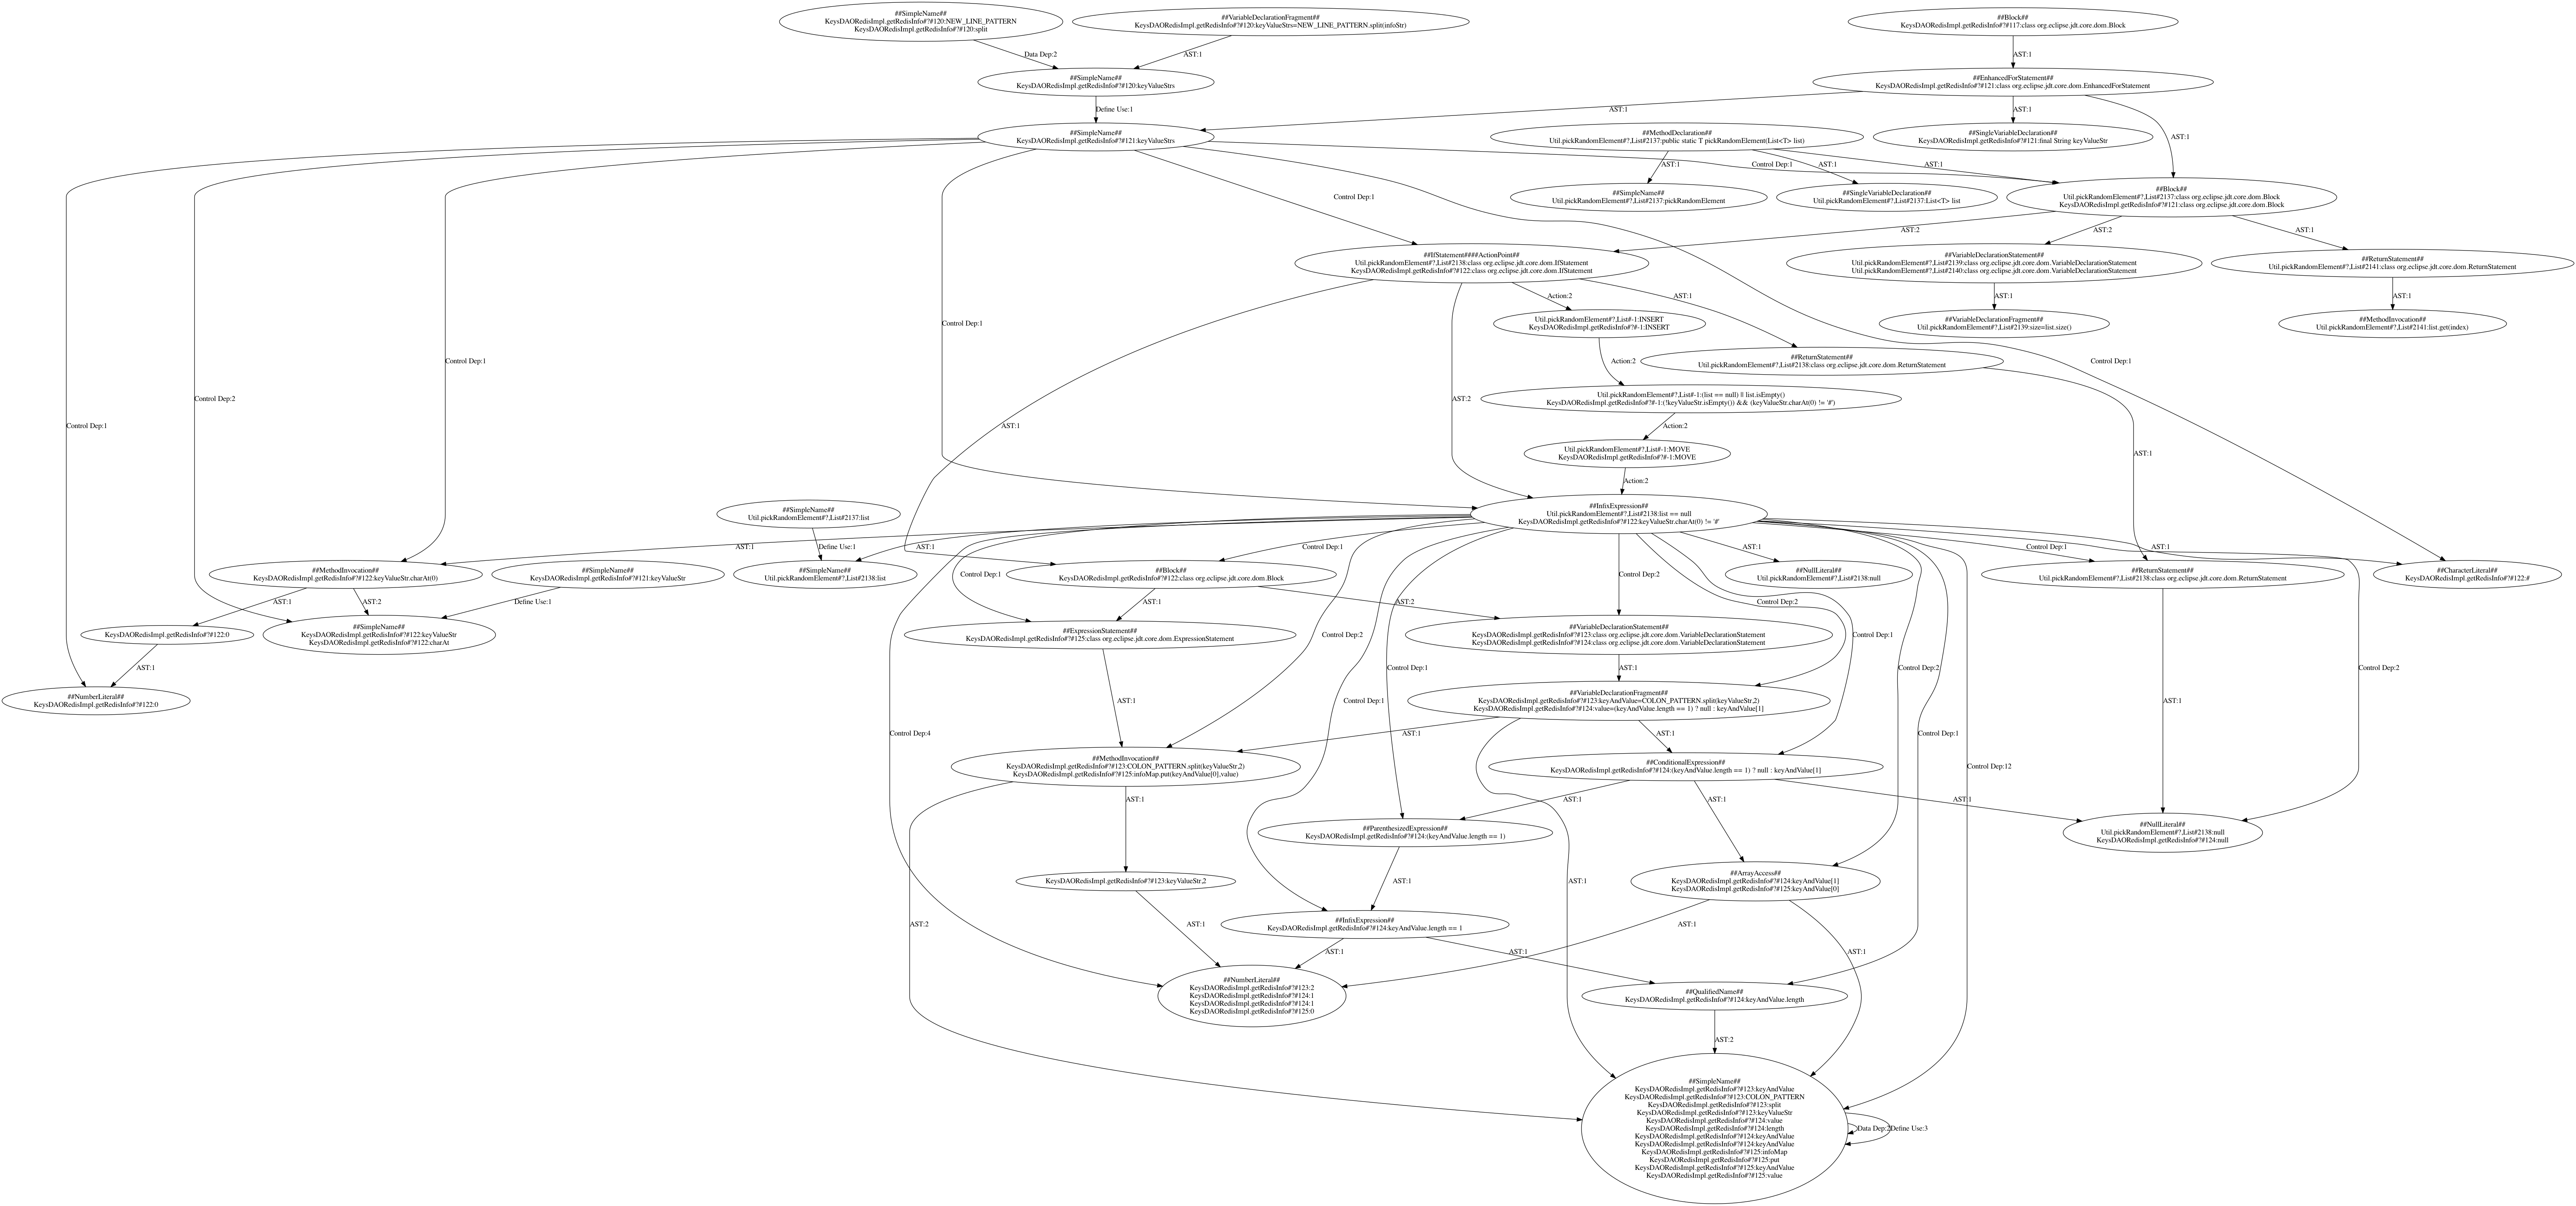 ##SimpleName##
KeysDAORedisImpl.getRedisInfo#?#120:NEW_LINE_PATTERN
KeysDAORedisImpl.getRedisInfo#?#120:split
##VariableDeclarationFragment##
KeysDAORedisImpl.getRedisInfo#?#120:keyValueStrs=NEW_LINE_PATTERN.split(infoStr)
##Block##
KeysDAORedisImpl.getRedisInfo#?#117:class org.eclipse.jdt.core.dom.Block
Data Dep:2
AST:1
AST:1
##SimpleName##
KeysDAORedisImpl.getRedisInfo#?#120:keyValueStrs
##EnhancedForStatement##
KeysDAORedisImpl.getRedisInfo#?#121:class org.eclipse.jdt.core.dom.EnhancedForStatement
Define Use:1
AST:1
AST:1
AST:1
##SimpleName##
KeysDAORedisImpl.getRedisInfo#?#121:keyValueStrs
##MethodDeclaration##
Util.pickRandomElement#?,List#2137:public static T pickRandomElement(List<T> list)
##SingleVariableDeclaration##
KeysDAORedisImpl.getRedisInfo#?#121:final String keyValueStr
AST:1
AST:1
Control Dep:1
AST:1
Control Dep:1
##SimpleName##
Util.pickRandomElement#?,List#2137:pickRandomElement
##SingleVariableDeclaration##
Util.pickRandomElement#?,List#2137:List<T> list
##Block##
Util.pickRandomElement#?,List#2137:class org.eclipse.jdt.core.dom.Block
KeysDAORedisImpl.getRedisInfo#?#121:class org.eclipse.jdt.core.dom.Block
AST:2
AST:2
AST:1
##IfStatement####ActionPoint##
Util.pickRandomElement#?,List#2138:class org.eclipse.jdt.core.dom.IfStatement
KeysDAORedisImpl.getRedisInfo#?#122:class org.eclipse.jdt.core.dom.IfStatement
##VariableDeclarationStatement##
Util.pickRandomElement#?,List#2139:class org.eclipse.jdt.core.dom.VariableDeclarationStatement
Util.pickRandomElement#?,List#2140:class org.eclipse.jdt.core.dom.VariableDeclarationStatement
##ReturnStatement##
Util.pickRandomElement#?,List#2141:class org.eclipse.jdt.core.dom.ReturnStatement
Action:2
AST:1
AST:1
AST:1
Control Dep:1
Util.pickRandomElement#?,List#-1:INSERT
KeysDAORedisImpl.getRedisInfo#?#-1:INSERT
##VariableDeclarationFragment##
Util.pickRandomElement#?,List#2139:size=list.size()
##MethodInvocation##
Util.pickRandomElement#?,List#2141:list.get(index)
Control Dep:1
Action:2
Control Dep:1
##ReturnStatement##
Util.pickRandomElement#?,List#2138:class org.eclipse.jdt.core.dom.ReturnStatement
Control Dep:2
AST:2
Util.pickRandomElement#?,List#-1:(list == null) || list.isEmpty()
KeysDAORedisImpl.getRedisInfo#?#-1:(!keyValueStr.isEmpty()) && (keyValueStr.charAt(0) != '#')
Control Dep:1
AST:1
Action:2
Util.pickRandomElement#?,List#-1:MOVE
KeysDAORedisImpl.getRedisInfo#?#-1:MOVE
AST:1
Action:2
##SimpleName##
Util.pickRandomElement#?,List#2137:list
##InfixExpression##
Util.pickRandomElement#?,List#2138:list == null
KeysDAORedisImpl.getRedisInfo#?#122:keyValueStr.charAt(0) != '#'
AST:1
Define Use:1
AST:1
Control Dep:1
AST:1
Control Dep:1
AST:1
##MethodInvocation##
KeysDAORedisImpl.getRedisInfo#?#122:keyValueStr.charAt(0)
##SimpleName##
KeysDAORedisImpl.getRedisInfo#?#121:keyValueStr
##SimpleName##
Util.pickRandomElement#?,List#2138:list
Control Dep:1
##Block##
KeysDAORedisImpl.getRedisInfo#?#122:class org.eclipse.jdt.core.dom.Block
Control Dep:2
##NullLiteral##
Util.pickRandomElement#?,List#2138:null
##ReturnStatement##
Util.pickRandomElement#?,List#2138:class org.eclipse.jdt.core.dom.ReturnStatement
##CharacterLiteral##
KeysDAORedisImpl.getRedisInfo#?#122:#
AST:1
AST:2
Define Use:1
AST:1
AST:2
Control Dep:2
KeysDAORedisImpl.getRedisInfo#?#122:0
##SimpleName##
KeysDAORedisImpl.getRedisInfo#?#122:keyValueStr
KeysDAORedisImpl.getRedisInfo#?#122:charAt
##ExpressionStatement##
KeysDAORedisImpl.getRedisInfo#?#125:class org.eclipse.jdt.core.dom.ExpressionStatement
Control Dep:2
##VariableDeclarationStatement##
KeysDAORedisImpl.getRedisInfo#?#123:class org.eclipse.jdt.core.dom.VariableDeclarationStatement
KeysDAORedisImpl.getRedisInfo#?#124:class org.eclipse.jdt.core.dom.VariableDeclarationStatement
Control Dep:1
AST:1
Control Dep:1
AST:1
Control Dep:2
Control Dep:2
##NumberLiteral##
KeysDAORedisImpl.getRedisInfo#?#122:0
AST:1
Control Dep:1
##VariableDeclarationFragment##
KeysDAORedisImpl.getRedisInfo#?#123:keyAndValue=COLON_PATTERN.split(keyValueStr,2)
KeysDAORedisImpl.getRedisInfo#?#124:value=(keyAndValue.length == 1) ? null : keyAndValue[1]
AST:1
Control Dep:4
AST:1
AST:1
Control Dep:1
##MethodInvocation##
KeysDAORedisImpl.getRedisInfo#?#123:COLON_PATTERN.split(keyValueStr,2)
KeysDAORedisImpl.getRedisInfo#?#125:infoMap.put(keyAndValue[0],value)
##ConditionalExpression##
KeysDAORedisImpl.getRedisInfo#?#124:(keyAndValue.length == 1) ? null : keyAndValue[1]
Control Dep:12
AST:1
AST:1
AST:1
AST:1
##ParenthesizedExpression##
KeysDAORedisImpl.getRedisInfo#?#124:(keyAndValue.length == 1)
##NullLiteral##
Util.pickRandomElement#?,List#2138:null
KeysDAORedisImpl.getRedisInfo#?#124:null
KeysDAORedisImpl.getRedisInfo#?#123:keyValueStr,2
AST:1
AST:1
##ArrayAccess##
KeysDAORedisImpl.getRedisInfo#?#124:keyAndValue[1]
KeysDAORedisImpl.getRedisInfo#?#125:keyAndValue[0]
AST:2
AST:1
##InfixExpression##
KeysDAORedisImpl.getRedisInfo#?#124:keyAndValue.length == 1
AST:1
AST:1
AST:1
AST:1
##NumberLiteral##
KeysDAORedisImpl.getRedisInfo#?#123:2
KeysDAORedisImpl.getRedisInfo#?#124:1
KeysDAORedisImpl.getRedisInfo#?#124:1
KeysDAORedisImpl.getRedisInfo#?#125:0
##QualifiedName##
KeysDAORedisImpl.getRedisInfo#?#124:keyAndValue.length
AST:2
##SimpleName##
KeysDAORedisImpl.getRedisInfo#?#123:keyAndValue
KeysDAORedisImpl.getRedisInfo#?#123:COLON_PATTERN
KeysDAORedisImpl.getRedisInfo#?#123:split
KeysDAORedisImpl.getRedisInfo#?#123:keyValueStr
KeysDAORedisImpl.getRedisInfo#?#124:value
KeysDAORedisImpl.getRedisInfo#?#124:length
KeysDAORedisImpl.getRedisInfo#?#124:keyAndValue
KeysDAORedisImpl.getRedisInfo#?#124:keyAndValue
KeysDAORedisImpl.getRedisInfo#?#125:infoMap
KeysDAORedisImpl.getRedisInfo#?#125:put
KeysDAORedisImpl.getRedisInfo#?#125:keyAndValue
KeysDAORedisImpl.getRedisInfo#?#125:value
Data Dep:2
Define Use:3